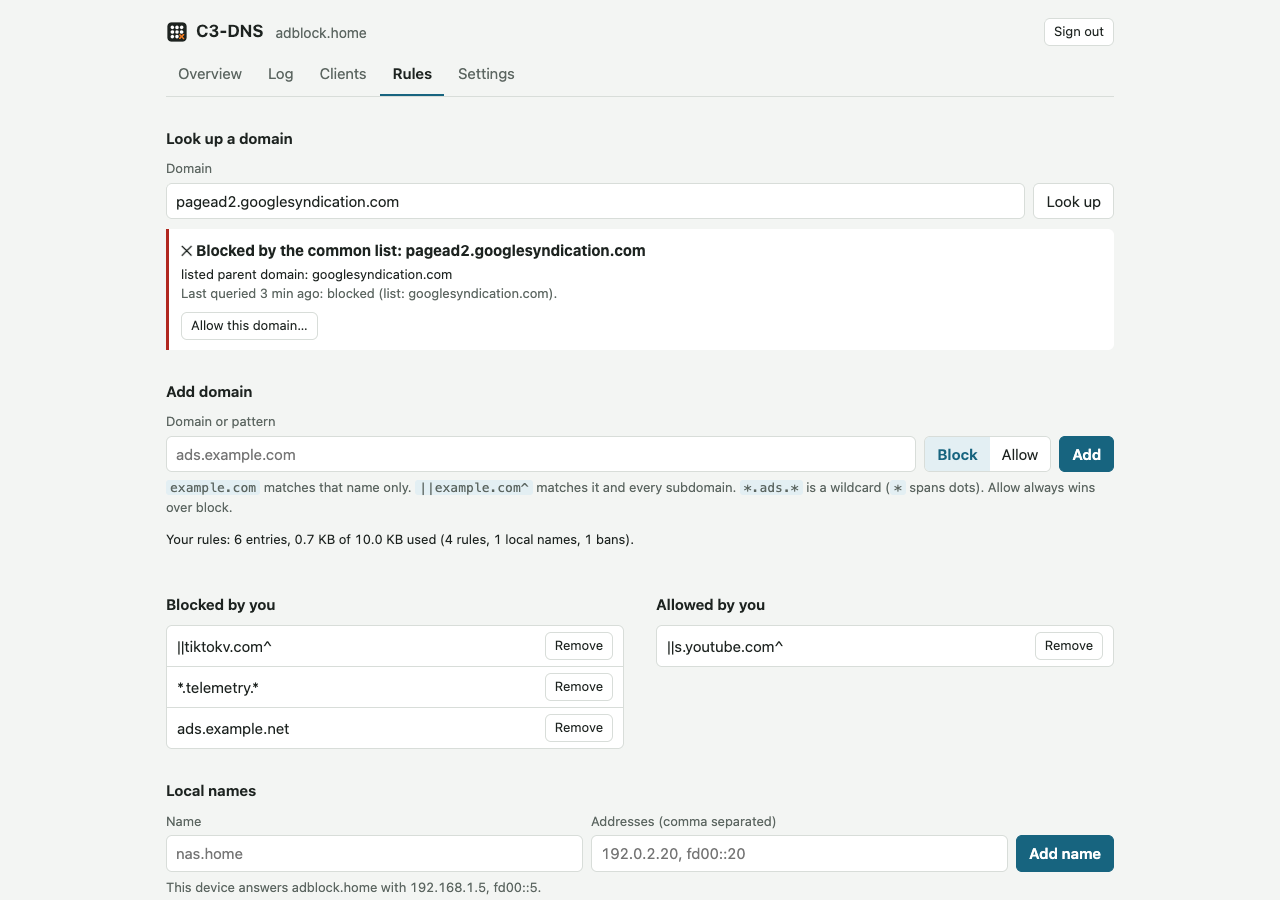 C3-DNS adblock.home Sign out
Overview Log Clients Rules Settings
Look up a domain
Domain
pagead2.googlesyndication.com Look up
Blocked by the common list: pagead2.googlesyndication.com
listed parent domain: googlesyndication.com
Last queried 3 min ago: blocked (list: googlesyndication.com).
Allow this domain...
Add domain
Domain or pattern
ads.example.com Block Allow Add
example.com matches that name only. ||example.com^ matches it and every subdomain. *.ads.* is a wildcard (* spans dots). Allow always wins
over block.
Your rules: 6 entries, 0.7 KB of 10.0 KB used (4 rules, 1 local names, 1 bans).
Blocked by you
||tiktokv.com^ Remove
*.telemetry.* Remove
ads.example.net Remove
Allowed by you
||s.youtube.com^ Remove
Local names
Name Addresses (comma separated)
nas.home 192.0.2.20, fd00::20 Add name
This device answers adblock.home with 192.168.1.5, fd00::5.